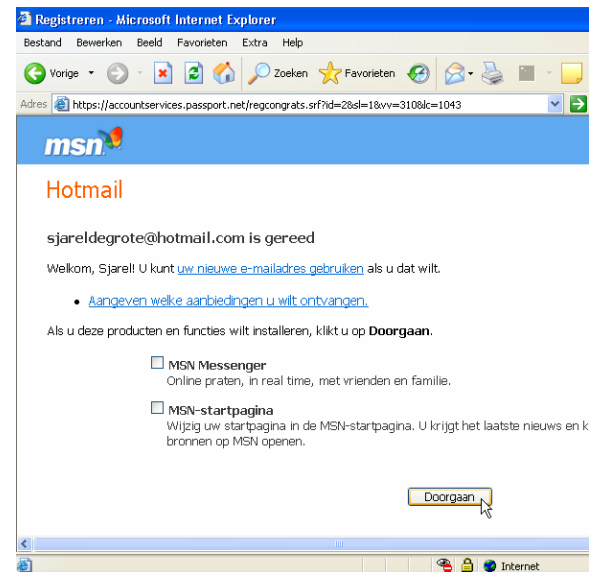 Registreren - Microsoft Internet Explorer
Bestand Bewerken Beeld Favorieten Extra Help
Vorige Zoeken Favorieten
Adres https://accountservices.passport.net/regcongrats.srf?id=2&sl=1&vv=310&lc=1043
msn
Hotmail
sjareldegrote@hotmail.com is gereed
Welkom, Sjarel! U kunt uw nieuwe e-mailadres gebruiken als u dat wilt.
• Aangeven welke aanbiedingen u wilt ontvangen.
Als u deze producten en functies wilt installeren, klikt u op Doorgaan.
MSN Messenger
Online praten, in real time, met vrienden en familie.
MSN-startpagina
Wijzig uw startpagina in de MSN-startpagina. U krijgt het laatste nieuws en k
bronnen op MSN openen.
Doorgaan
Internet